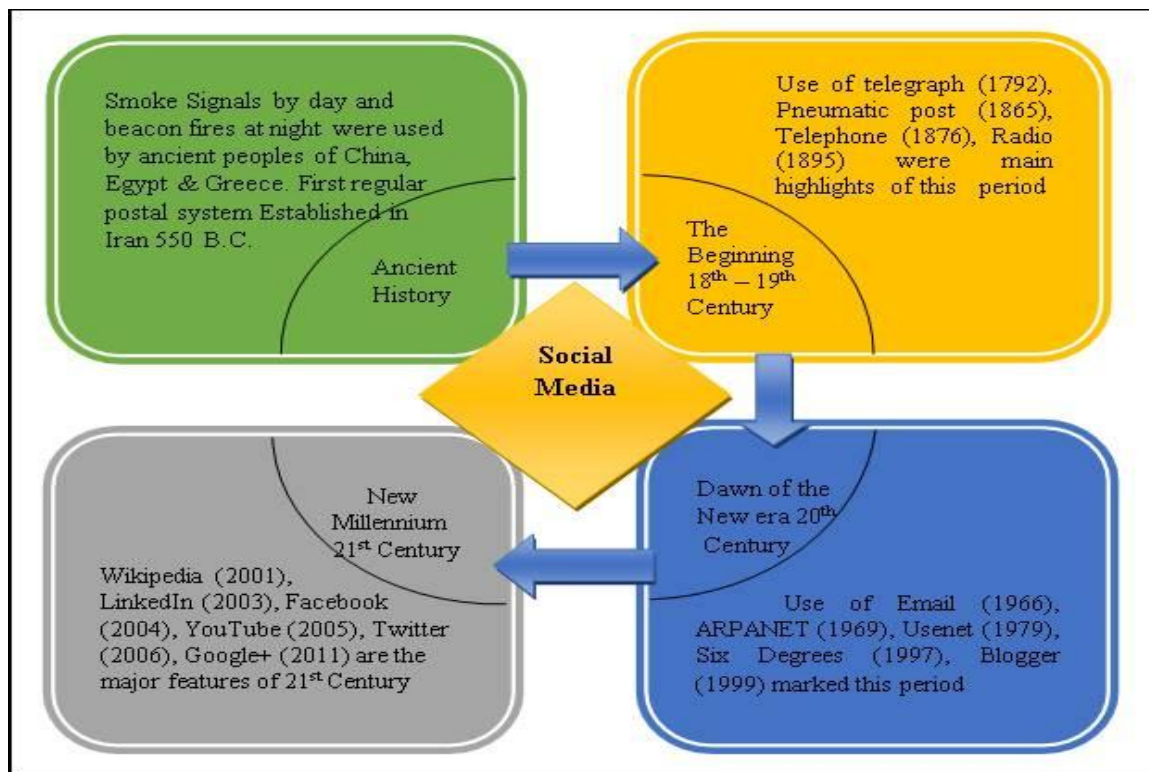 Smoke Signals by day and
beacon fires at night were used
by ancient peoples of China,
Egypt & Greece. First regular
postal system Established in
Iran 550 B.C.
Ancient
History
Use of telegraph (1792),
Pneumatic post (1865),
Telephone (1876), Radio
(1895) were main
highlights of this period
The
Beginning
18th – 19th
Century
Social
Media
Dawn of the
New era 20th
Century
Use of Email (1966),
ARPANET (1969), Usenet (1979),
Six Degrees (1997), Blogger
(1999) marked this period
New
Millennium
21st Century
Wikipedia (2001),
LinkedIn (2003), Facebook
(2004), YouTube (2005), Twitter
(2006), Google+ (2011) are the
major features of 21st Century